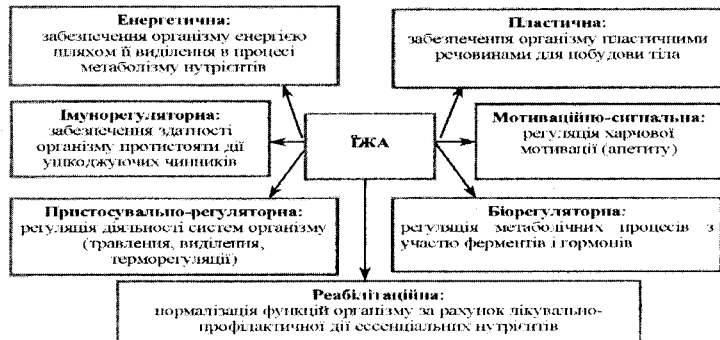 Енергетична:
забезпечення організму енергією
шляхом її виділення в процесі
метаболізму нутрієнтів
Пластична:
забезпечення організму пластичними
речовинами для побудови тіла
Імунорегуляторна:
забезпечення здатності
організму протистояти дії
ушкоджуючих чинників
ЇЖА
Мотиваційно-сигнальна:
регуляція харчової
мотивації (апетиту)
Пристосувально-регуляторна:
регуляція діяльності систем організму
(травлення, виділення,
терморегуляції)
Біорегуляторна:
регуляція метаболічних процесів з
участю ферментів і гормонів
Реабілітаційна:
нормалізація функцій організму за рахунок лікувально-
профілактичної дії ессенціальних нутрієнтів